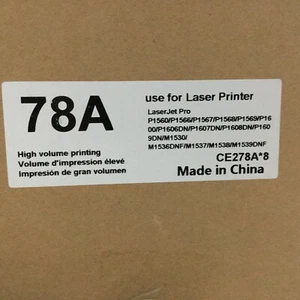 78A
use for Laser Printer
LaserJet Pro
P1560/P1566/P1567/P1568/P1569/P16
00/P1606DN/P1607DN/P1608DN/P160
9DN/M1530/
M1536DNF/M1537/M1538/M1539DNF
High volume printing
Volume d'impression élevé
Impresión de gran volumen
CE278A*8
Made in China